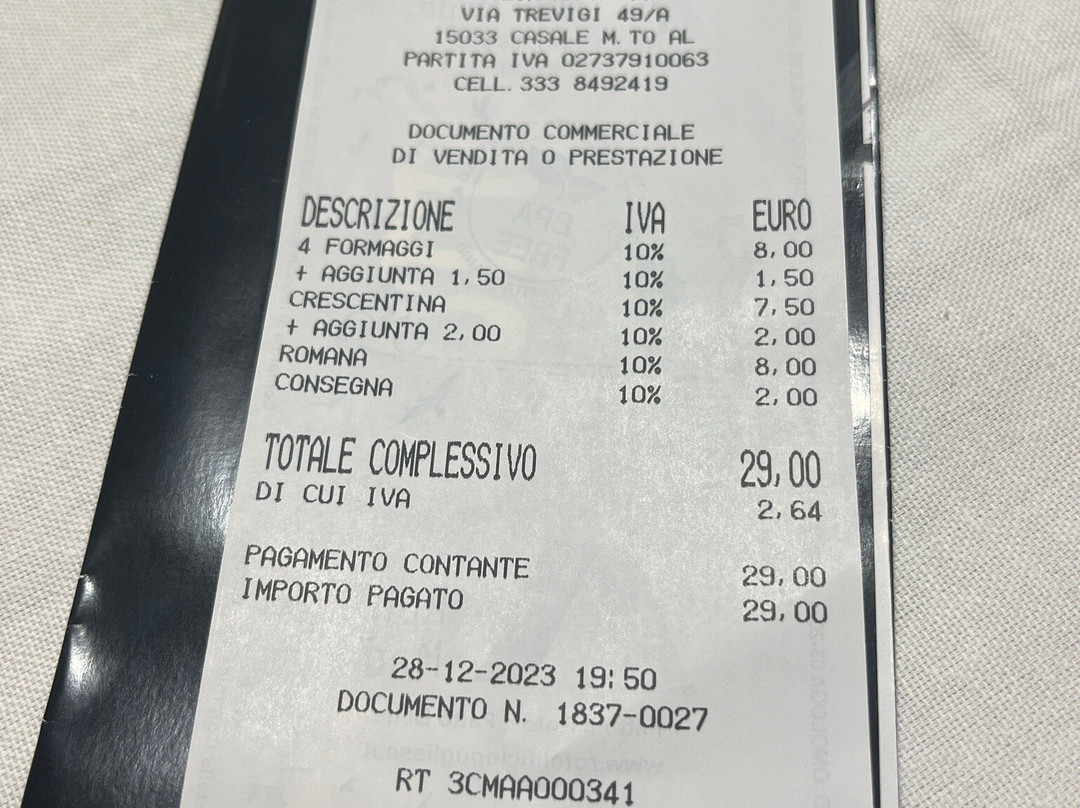 VIA TREVIGI 49/A
15033 CASALE M. TO AL
PARTITA IVA 02737910063
CELL. 333 8492419
DOCUMENTO COMMERCIALE
DI VENDITA O PRESTAZIONE
DESCRIZIONE IVA EURO
4 FORMAGGI 10% 8,00
+ AGGIUNTA 1,50 10% 1,50
CRESCENTINA 10% 7,50
+ AGGIUNTA 2,00 10% 2,00
ROMANA 10% 8,00
CONSEGNA 10% 2,00
TOTALE COMPLESSIVO 29,00
DI CUI IVA 2,64
PAGAMENTO CONTANTE 29,00
IMPORTO PAGATO 29,00
28-12-2023 19:50
DOCUMENTO N. 1837-0027
RT 3CMAA000341
BPA
FREE